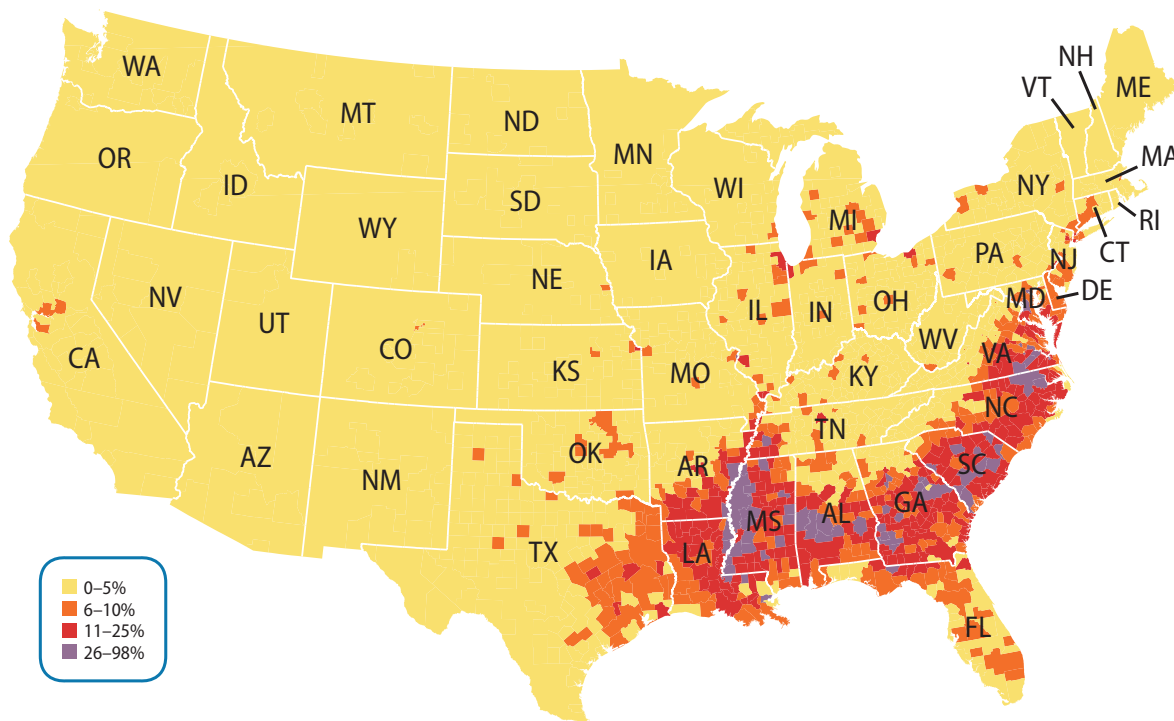 WA
MT
ND
MN
OR
ID
SD
WI
MI
NY
VT
NH
ME
MA
RI
CT
WY
IA
NE
PA
NJ
DE
MD
NV
UT
CO
KS
MO
IL
IN
OH
WV
VA
KY
CA
AZ
NM
OK
AR
TN
NC
SC
TX
LA
MS
AL
GA
FL
0–5%
6–10%
11–25%
26–98%